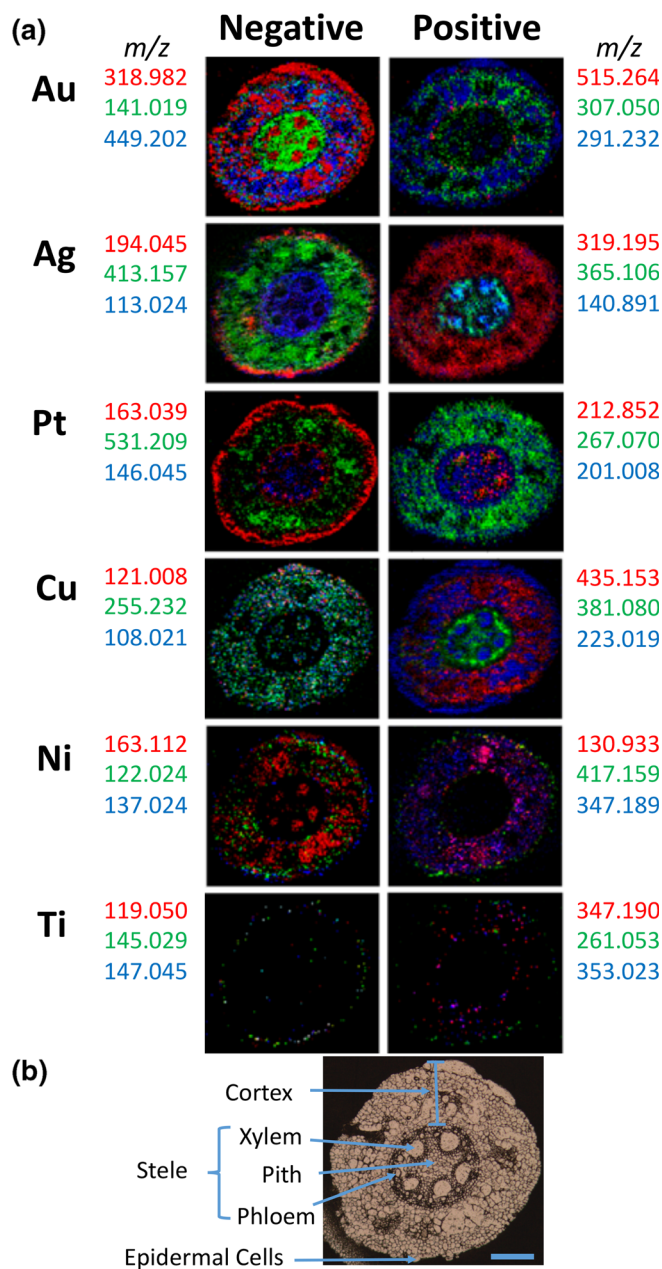 (a)
Negative Positive
m/z m/z
Au
318.982
141.019
449.202
515.264
307.050
291.232
Ag
194.045
413.157
113.024
319.195
365.106
140.891
Pt
163.039
531.209
146.045
212.852
267.070
201.008
Cu
121.008
255.232
108.021
435.153
381.080
223.019
Ni
163.112
122.024
137.024
130.933
417.159
347.189
Ti
119.050
145.029
147.045
347.190
261.053
353.023
(b)
Cortex
Xylem
Stele
Pith
Phloem
Epidermal Cells